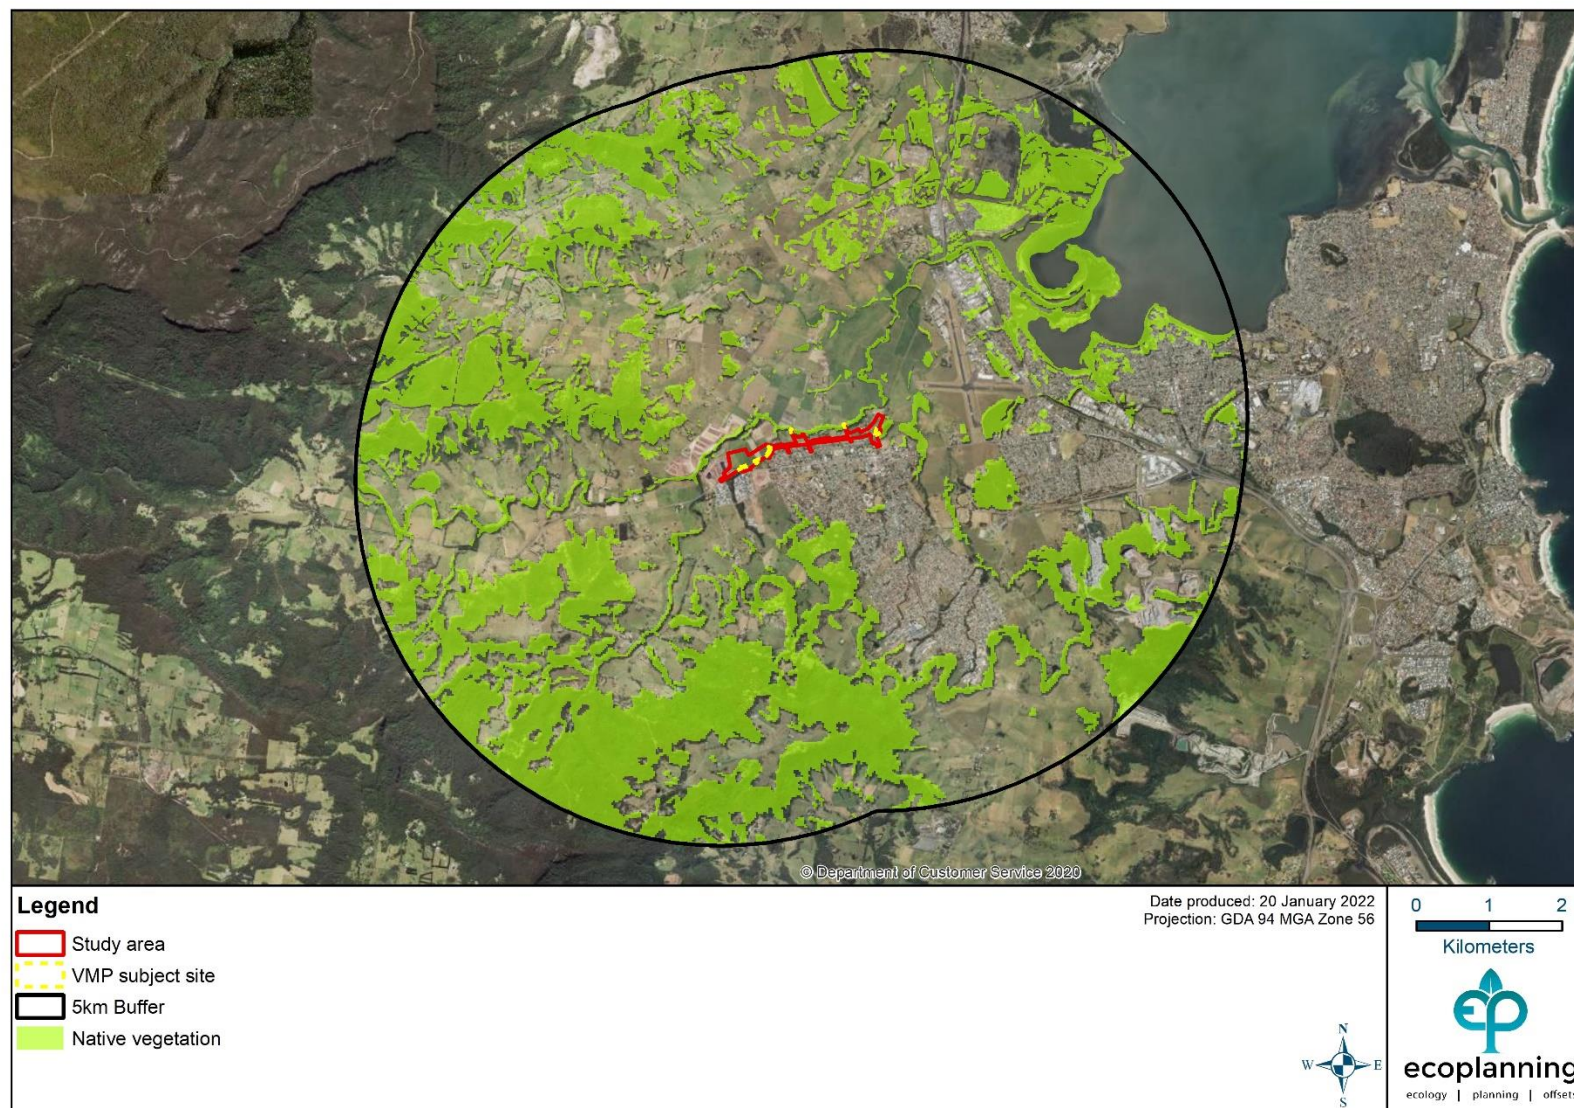 © Department of Customer Service 2020
Legend
Study area
VMP subject site
5km Buffer
Native vegetation
Date produced: 20 January 2022
Projection: GDA 94 MGA Zone 56
N
W E
S
0 1 2
Kilometers
ep
ecoplanning
ecology | planning | offsets